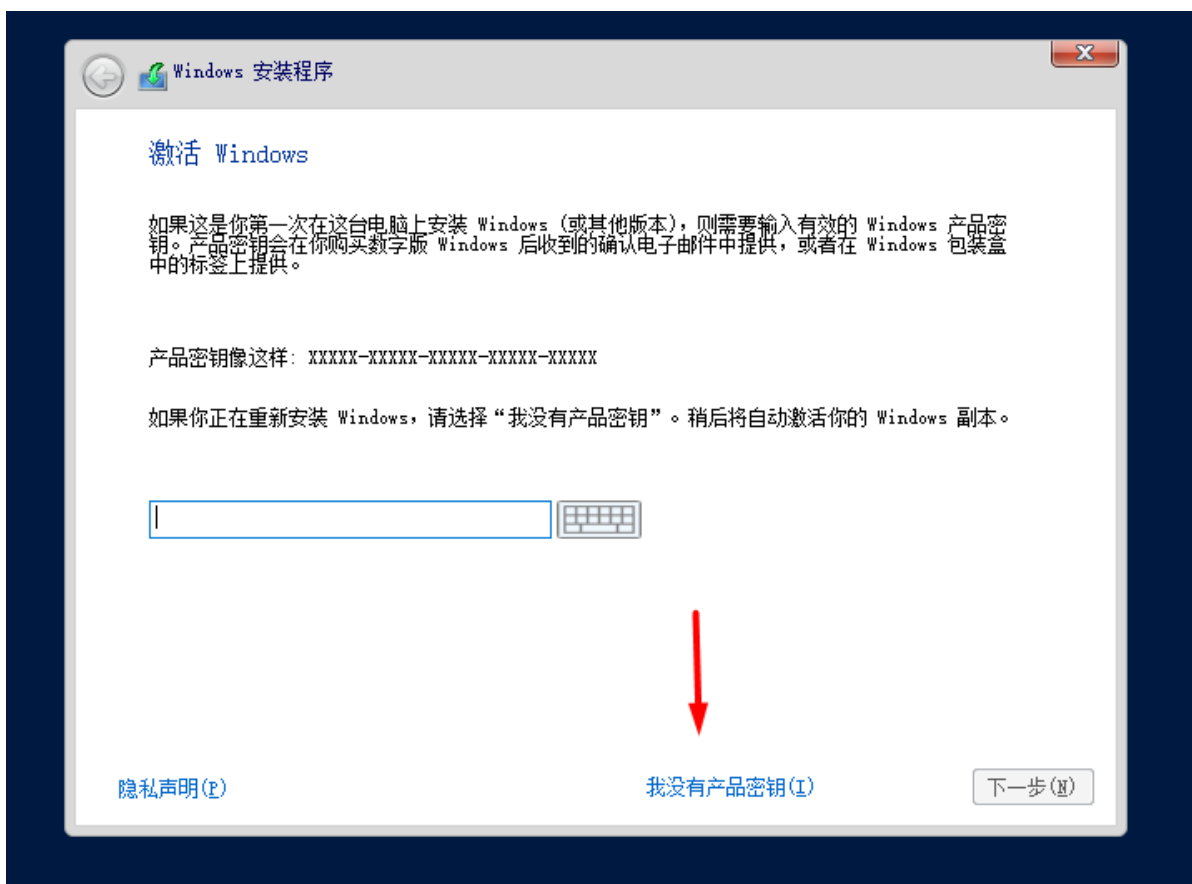 Windows 安装程序
激活 Windows
如果这是你第一次在这台电脑上安装 Windows (或其他版本)，则需要输入有效的 Windows 产品密
钥。产品密钥会在你购买数字版 Windows 后收到的确认电子邮件中提供，或者在 Windows 包装盒
中的标签上提供。
产品密钥像这样: XXXXX-XXXXX-XXXXX-XXXXX-XXXXX
如果你正在重新安装 Windows，请选择“我没有产品密钥”。稍后将自动激活你的 Windows 副本。
隐私声明(P)
我没有产品密钥(I)
下一步(N)